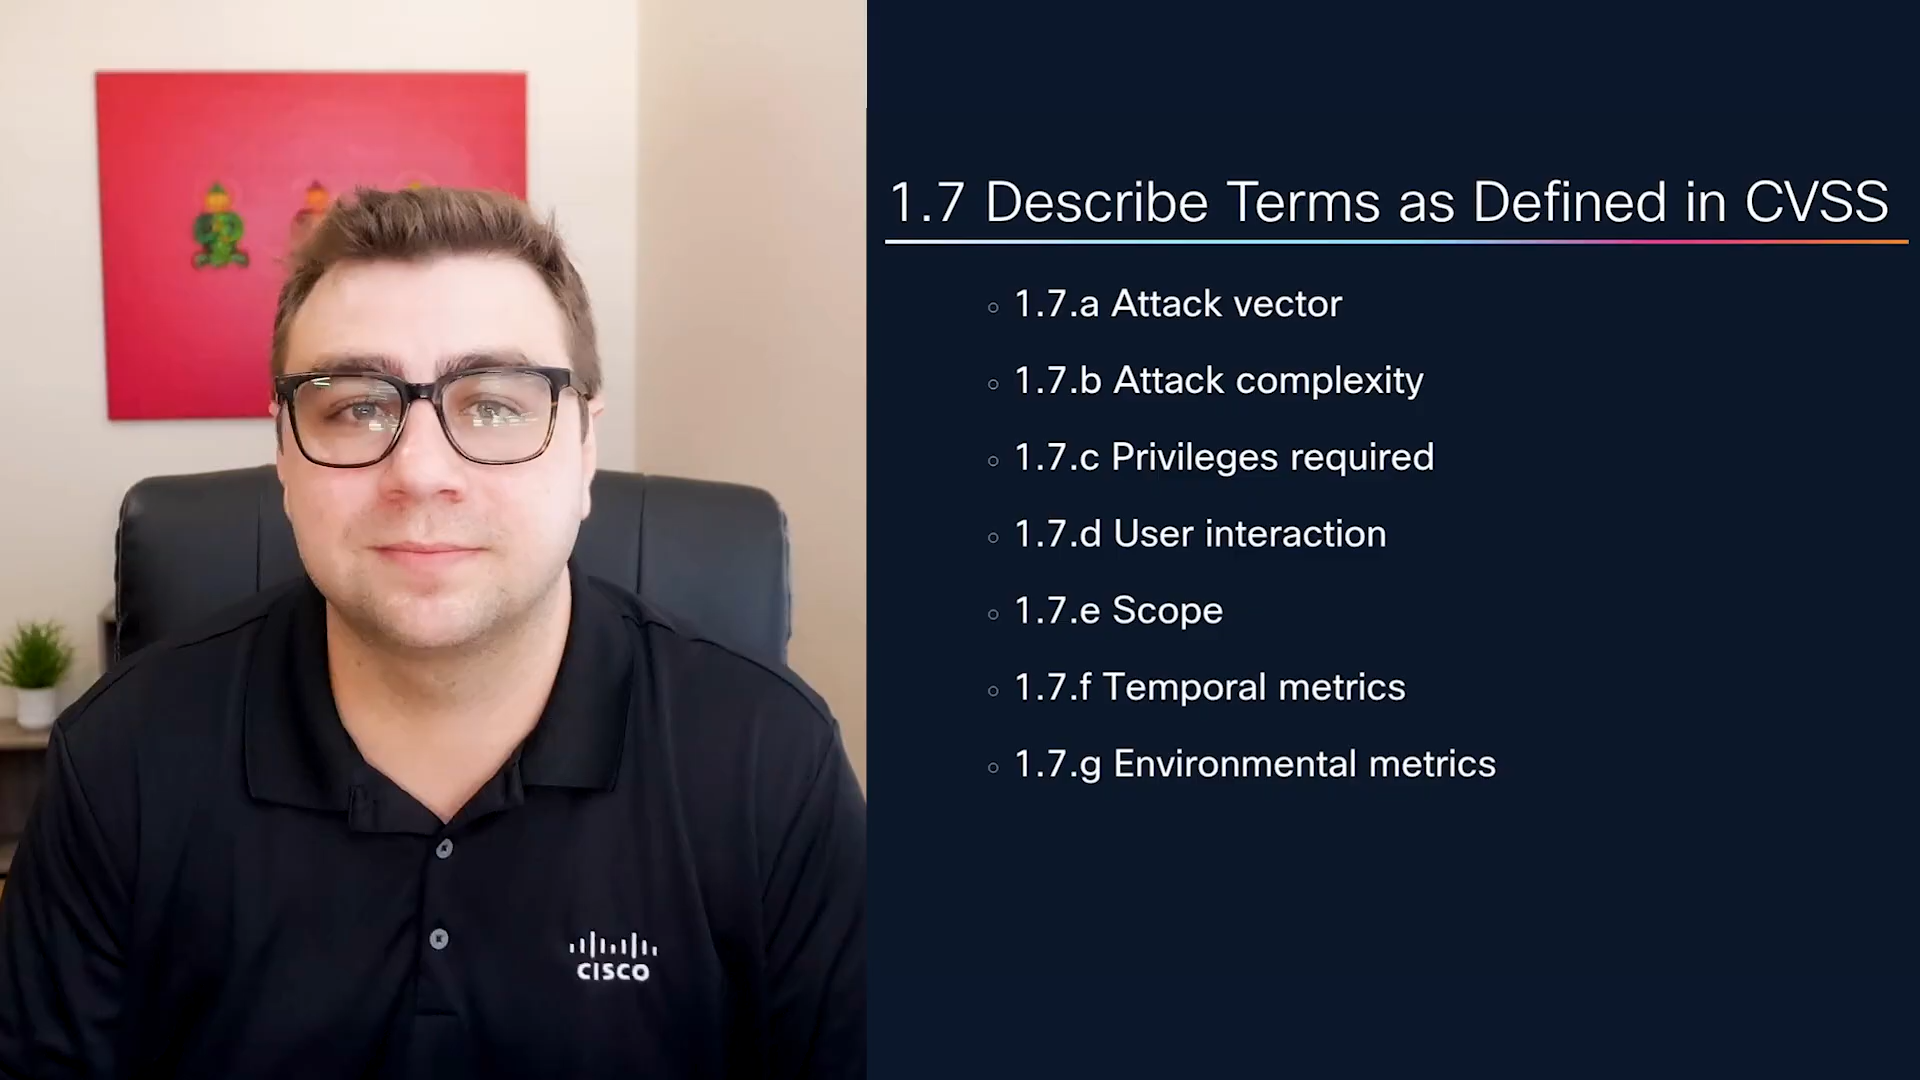 1.7 Describe Terms as Defined in CVSS
1.7.a Attack vector
1.7.b Attack complexity
1.7.c Privileges required
1.7.d User interaction
1.7.e Scope
1.7.f Temporal metrics
1.7.g Environmental metrics
CISCO